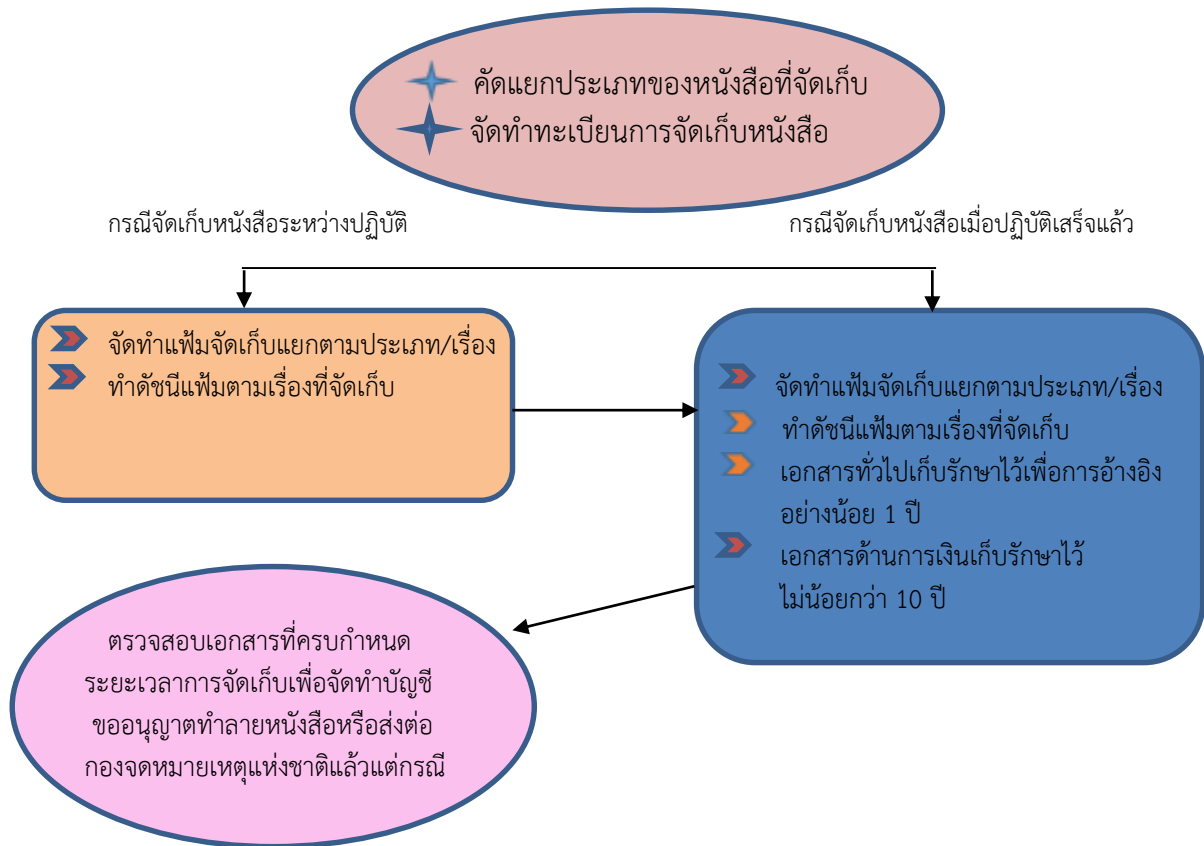 คัดแยกประเภทของหนังสือที่จัดเก็บ
จัดทำทะเบียนการจัดเก็บหนังสือ
กรณีจัดเก็บหนังสือระหว่างปฏิบัติ
กรณีจัดเก็บหนังสือเมื่อปฏิบัติเสร็จแล้ว
จัดทำแฟ้มจัดเก็บแยกตามประเภท/เรื่อง
ทำดัชนีแฟ้มตามเรื่องที่จัดเก็บ
จัดทำแฟ้มจัดเก็บแยกตามประเภท/เรื่อง
ทำดัชนีแฟ้มตามเรื่องที่จัดเก็บ
เอกสารทั่วไปเก็บรักษาไว้เพื่อการอ้างอิง
อย่างน้อย 1 ปี
เอกสารด้านการเงินเก็บรักษาไว้
ไม่น้อยกว่า 10 ปี
ตรวจสอบเอกสารที่ครบกำหนด
ระยะเวลาการจัดเก็บเพื่อจัดทำบัญชี
ขออนุญาตทำลายหนังสือหรือส่งต่อ
กองจดหมายเหตุแห่งชาติแล้วแต่กรณี